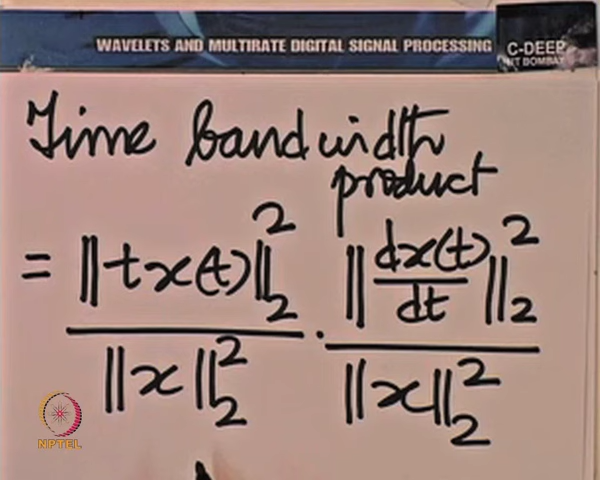 WAVELETS AND MULTIRATE DIGITAL SIGNAL PROCESSING
C-DEEP
IIT BOMBAY
Time bandwidth
product
= ‖t x(t)‖₂² / ‖x‖₂² · ‖dx(t)/dt‖₂² / ‖x‖₂²
NPTEL